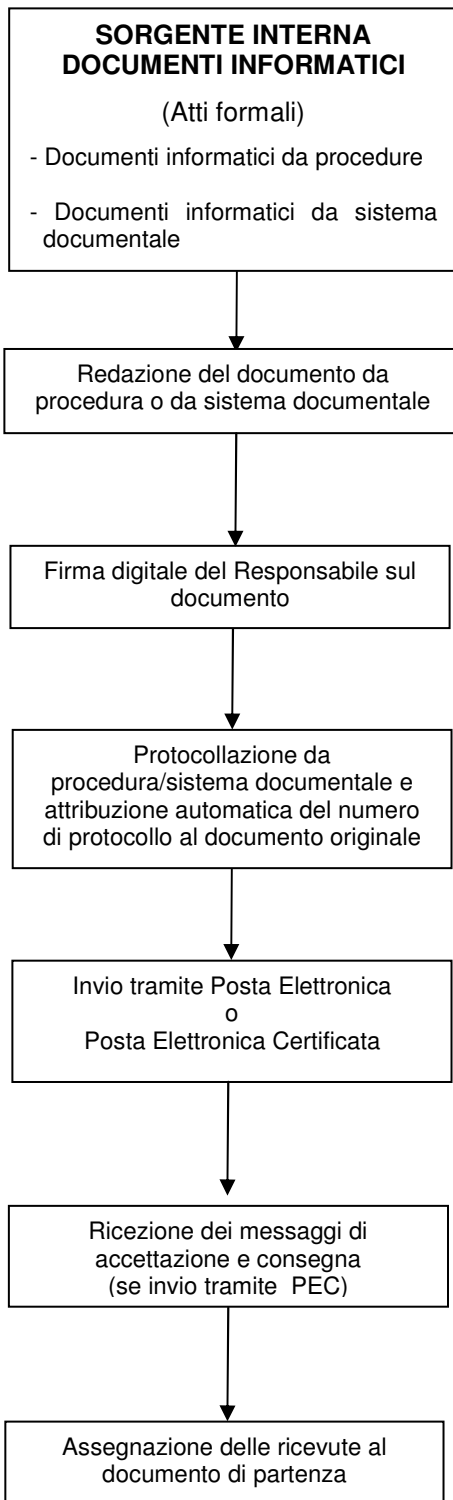 SORGENTE INTERNA
DOCUMENTI INFORMATICI
(Atti formali)
- Documenti informatici da procedure
- Documenti informatici da sistema
documentale
Redazione del documento da
procedura o da sistema documentale
Firma digitale del Responsabile sul
documento
Protocollazione da
procedura/sistema documentale e
attribuzione automatica del numero
di protocollo al documento originale
Invio tramite Posta Elettronica
o
Posta Elettronica Certificata
Ricezione dei messaggi di
accettazione e consegna
(se invio tramite PEC)
Assegnazione delle ricevute al
documento di partenza